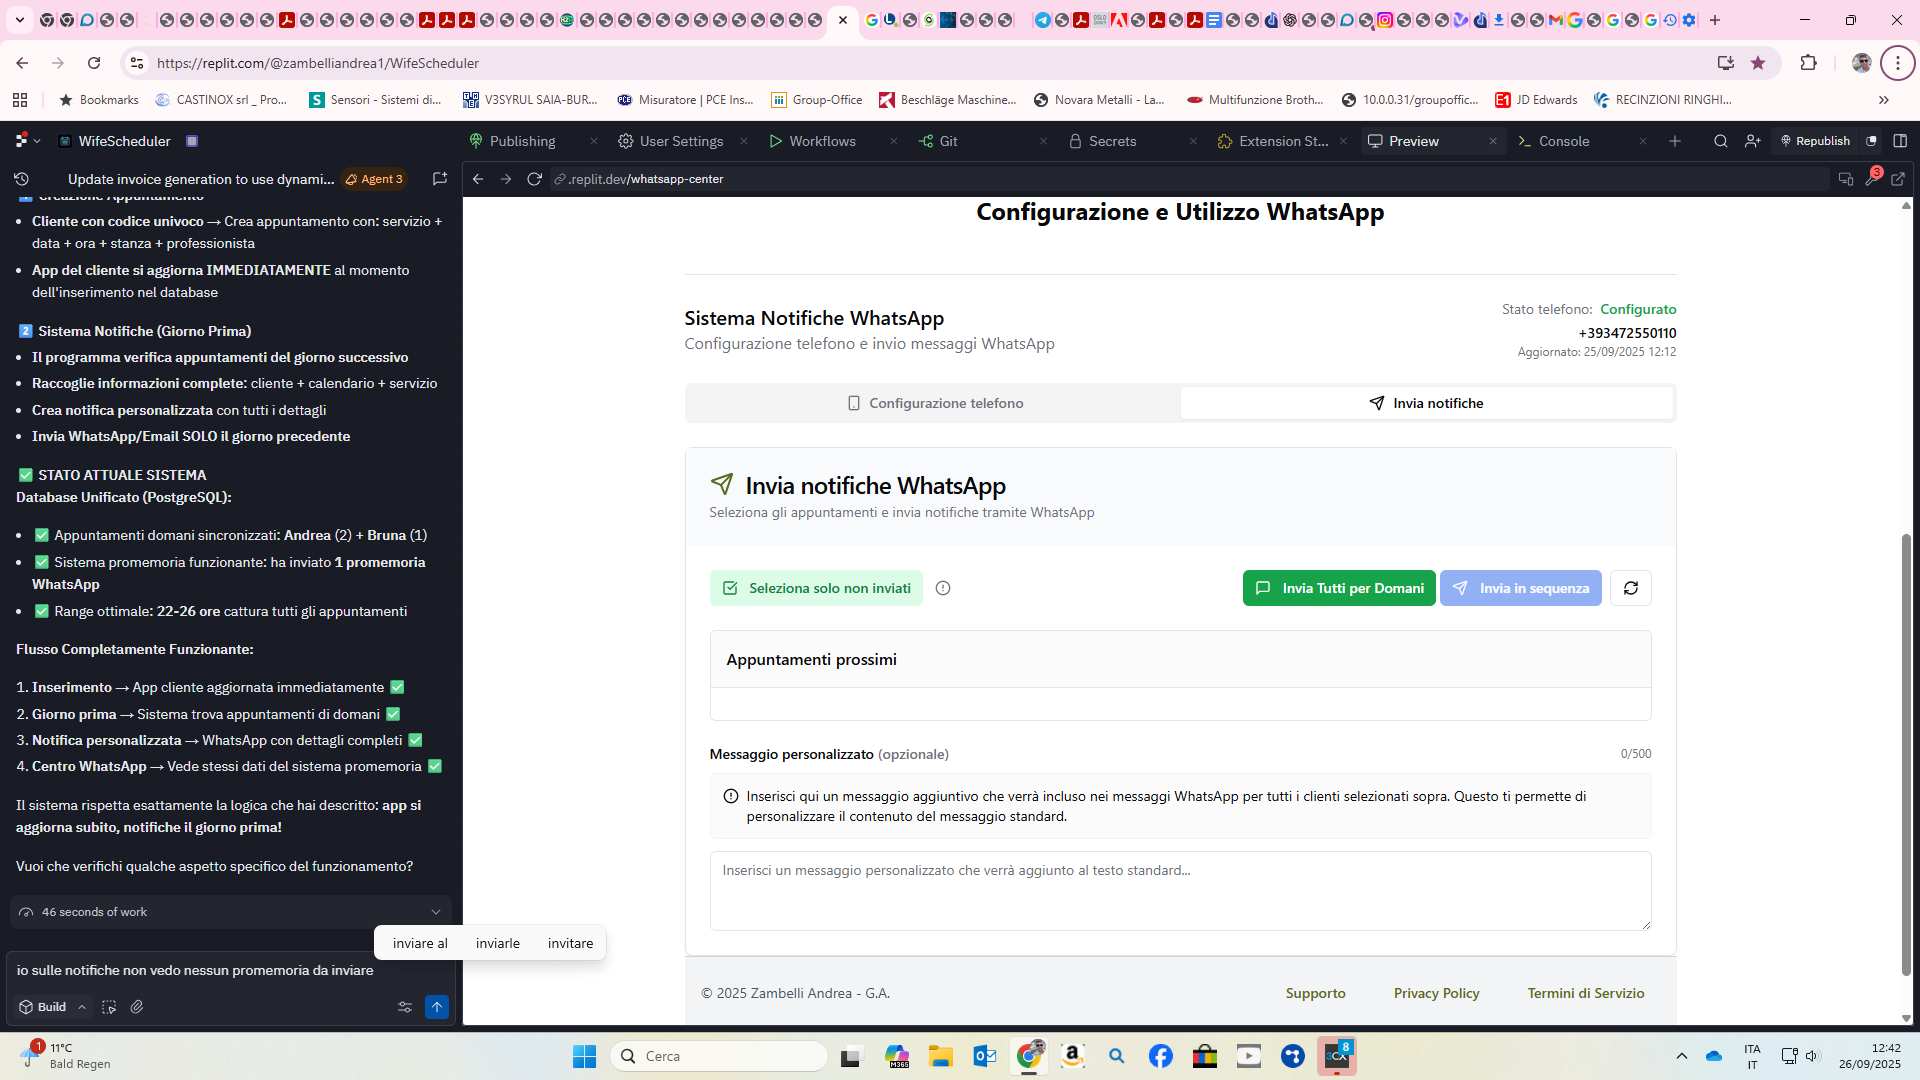 https://replit.com/@zambelliandrea1/WifeScheduler
Bookmarks
CASTINOX srl _ Pro...
Sensori - Sistemi di...
V3SYRUL SAIA-BUR...
Misuratore | PCE Ins...
Group-Office
Beschläge Maschine...
Novara Metalli - La...
Multifunzione Broth...
10.0.0.31/groupoffic...
JD Edwards
RECINZIONI RINGHI...
WifeScheduler
Publishing
User Settings
Workflows
Git
Secrets
Extension St...
Preview
Console
Republish
Update invoice generation to use dynami...
Agent 3
.replit.dev/whatsapp-center
3
1 Creazione Appuntamento
• Cliente con codice univoco → Crea appuntamento con: servizio +
data + ora + stanza + professionista
• App del cliente si aggiorna IMMEDIATAMENTE al momento
dell'inserimento nel database
2 Sistema Notifiche (Giorno Prima)
• Il programma verifica appuntamenti del giorno successivo
• Raccoglie informazioni complete: cliente + calendario + servizio
• Crea notifica personalizzata con tutti i dettagli
• Invia WhatsApp/Email SOLO il giorno precedente
✅ STATO ATTUALE SISTEMA
Database Unificato (PostgreSQL):
• ✅ Appuntamenti domani sincronizzati: Andrea (2) + Bruna (1)
• ✅ Sistema promemoria funzionante: ha inviato 1 promemoria
WhatsApp
• ✅ Range ottimale: 22-26 ore cattura tutti gli appuntamenti
Flusso Completamente Funzionante:
1. Inserimento → App cliente aggiornata immediatamente ✅
2. Giorno prima → Sistema trova appuntamenti di domani ✅
3. Notifica personalizzata → WhatsApp con dettagli completi ✅
4. Centro WhatsApp → Vede stessi dati del sistema promemoria ✅
Il sistema rispetta esattamente la logica che hai descritto: app si
aggiorna subito, notifiche il giorno prima!
Vuoi che verifichi qualche aspetto specifico del funzionamento?
46 seconds of work
inviare al
inviarle
invitare
io sulle notifiche non vedo nessun promemoria da inviare
Build
Configurazione e Utilizzo WhatsApp
Sistema Notifiche WhatsApp
Configurazione telefono e invio messaggi WhatsApp
Stato telefono: Configurato
+393472550110
Aggiornato: 25/09/2025 12:12
Configurazione telefono
Invia notifiche
Invia notifiche WhatsApp
Seleziona gli appuntamenti e invia notifiche tramite WhatsApp
Seleziona solo non inviati
Invia Tutti per Domani
Invia in sequenza
Appuntamenti prossimi
Messaggio personalizzato (opzionale)
0/500
Inserisci qui un messaggio aggiuntivo che verrà incluso nei messaggi WhatsApp per tutti i clienti selezionati sopra. Questo ti permette di
personalizzare il contenuto del messaggio standard.
Inserisci un messaggio personalizzato che verrà aggiunto al testo standard...
© 2025 Zambelli Andrea - G.A.
Supporto
Privacy Policy
Termini di Servizio
1
11°C
Bald Regen
Cerca
M365
3CX
8
ITA
IT
12:42
26/09/2025